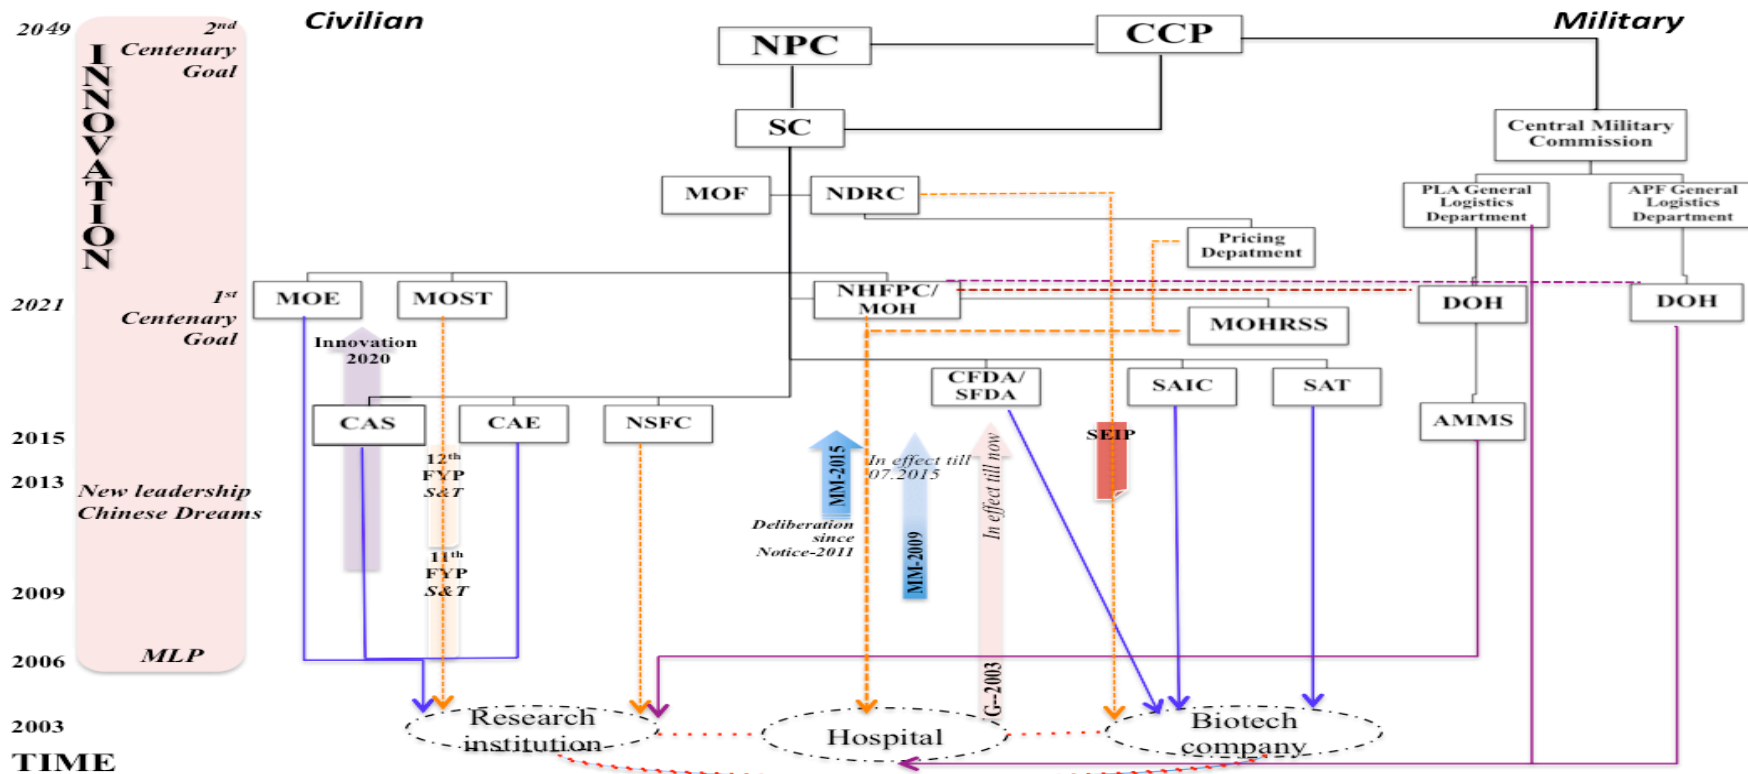 Civilian
Military
2049
2nd
Centenary
Goal
INNOVATION
NPC
CCP
SC
Central Military
Commission
MOF
NDRC
PLA General
Logistics
Department
APF General
Logistics
Department
Pricing
Depatment
2021
1st
Centenary
Goal
MOE
MOST
NHFPC/
MOH
MOHRSS
DOH
DOH
Innovation
2020
CFDA/
SFDA
SAIC
SAT
CAS
CAE
NSFC
AMMS
2015
12th
FYP
S&T
MM-2015
In effect till
07.2015
In effect till now
SEIP
2013
New leadership
Chinese Dreams
Deliberation
since
Notice-2011
MM-2009
11th
FYP
S&T
2009
MLP
2006
G--2003
2003
Research
institution
Hospital
Biotech
company
TIME